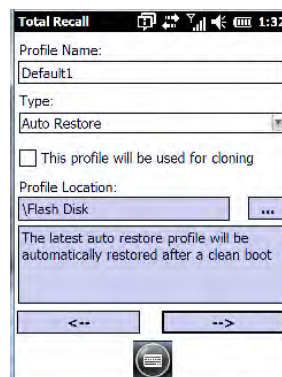 Total Recall 1:32
Profile Name:
Default1
Type:
Auto Restore
This profile will be used for cloning
Profile Location:
\Flash Disk ...
The latest auto restore profile will be
automatically restored after a clean boot
<-- -->